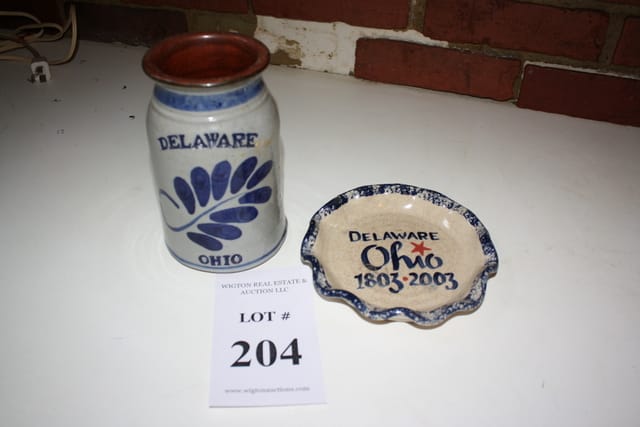 DELAWARE
OHIO
DELAWARE
Ohio
1803·2003
WIGTON REAL ESTATE &
AUCTION LLC
LOT #
204
www.wigtonauctions.com